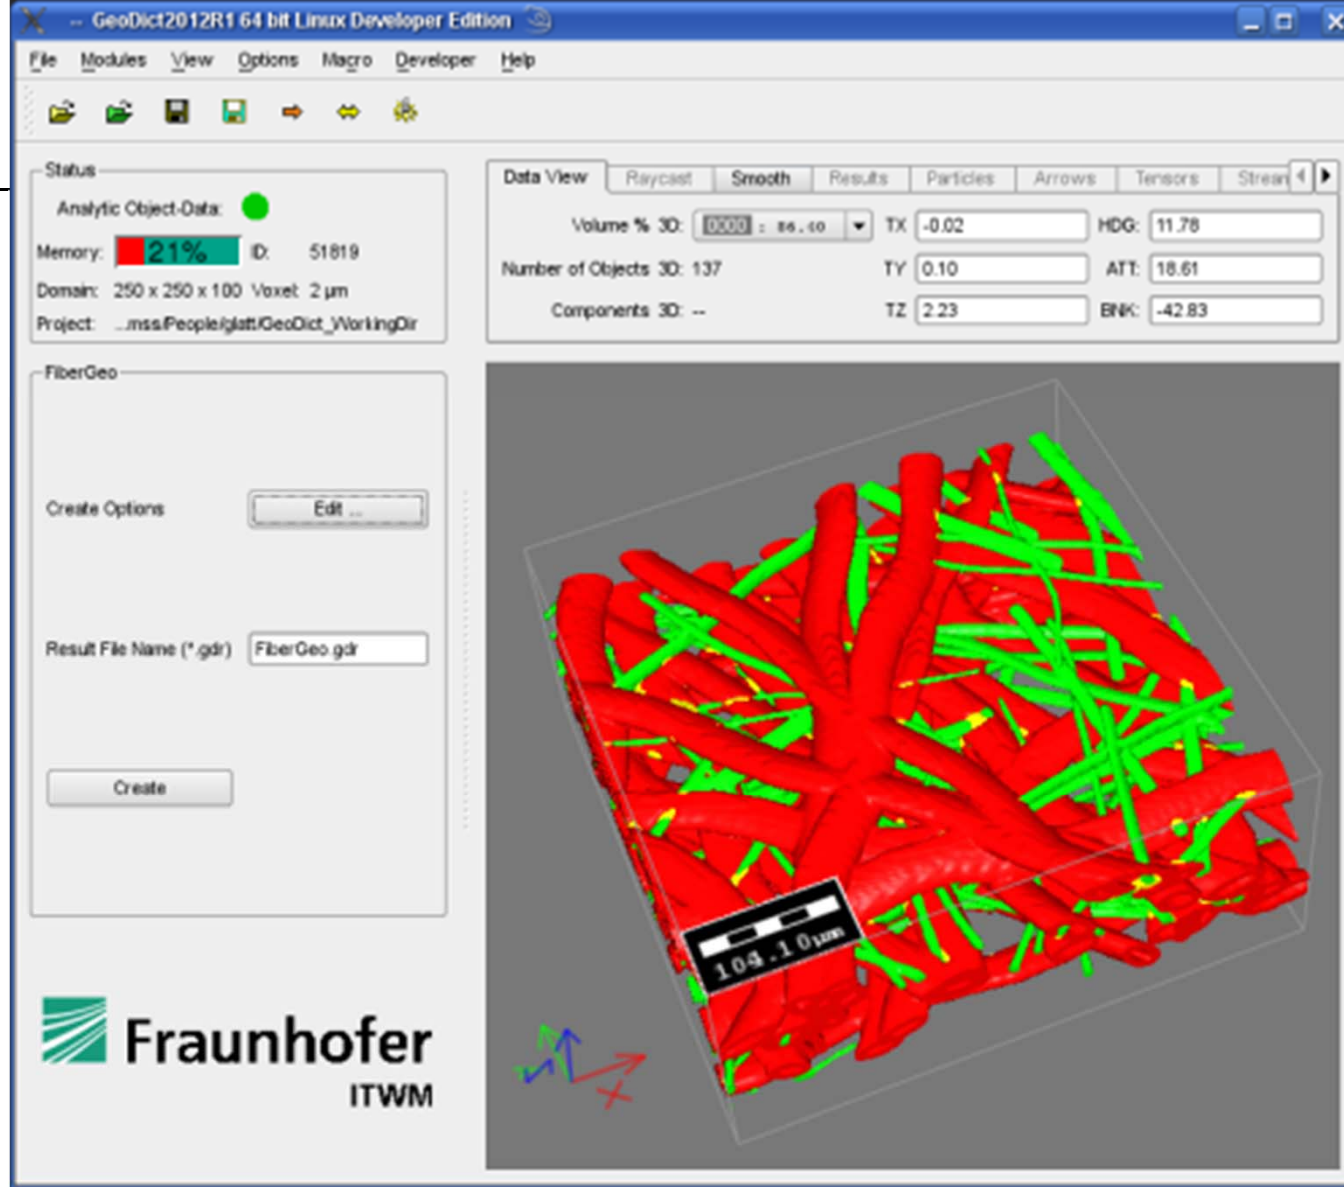 -- GeoDict2012R1 64 bit Linux Developer Edition
File Modules View Options Macro Developer Help
Status
Analytic Object-Data:
Memory: 21% ID: 51819
Domain: 250 x 250 x 100 Voxel: 2 µm
Project: ...mss/People/glatt/GeoDict_WorkingDir
Data View Raycast Smooth Results Particles Arrows Tensors Stream
Volume % 3D: 0000 : 86.40 TX -0.02 HDG: 11.78
Number of Objects 3D: 137 TY 0.10 ATT: 18.61
Components 3D: -- TZ 2.23 BNK: -42.83
FiberGeo
Create Options Edit ...
Result File Name (*.gdr) FiberGeo.gdr
Create
104.10µm
X
Fraunhofer
ITWM